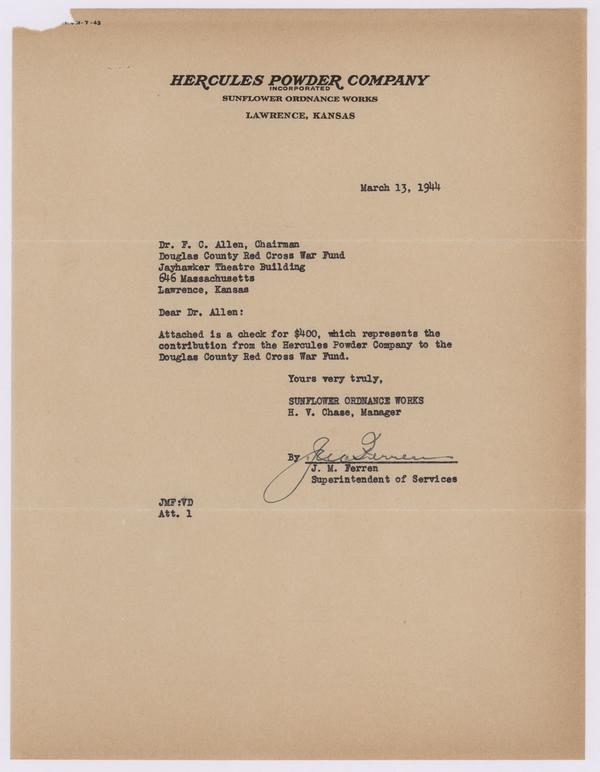 HERCULES POWDER COMPANY
INCORPORATED
SUNFLOWER ORDNANCE WORKS
LAWRENCE, KANSAS
March 13, 1944
Dr. F. C. Allen, Chairman
Douglas County Red Cross War Fund
Jayhawker Theatre Building
646 Massachusetts
Lawrence, Kansas
Dear Dr. Allen:
Attached is a check for $400, which represents the
contribution from the Hercules Powder Company to the
Douglas County Red Cross War Fund.
Yours very truly,
SUNFLOWER ORDNANCE WORKS
H. V. Chase, Manager
By
J. M. Ferren
Superintendent of Services
JMF:VD
Att. 1